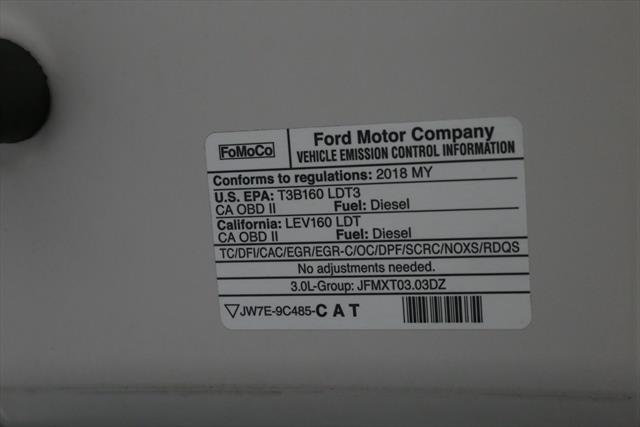 FoMoCo
Ford Motor Company
VEHICLE EMISSION CONTROL INFORMATION
Conforms to regulations: 2018 MY
U.S. EPA: T3B160 LDT3
CA OBD II Fuel: Diesel
California: LEV160 LDT
CA OBD II Fuel: Diesel
TC/DFI/CAC/EGR/EGR-C/OC/DPF/SCRC/NOXS/RDQS
No adjustments needed.
3.0L-Group: JFMXT03.03DZ
JW7E-9C485-CAT